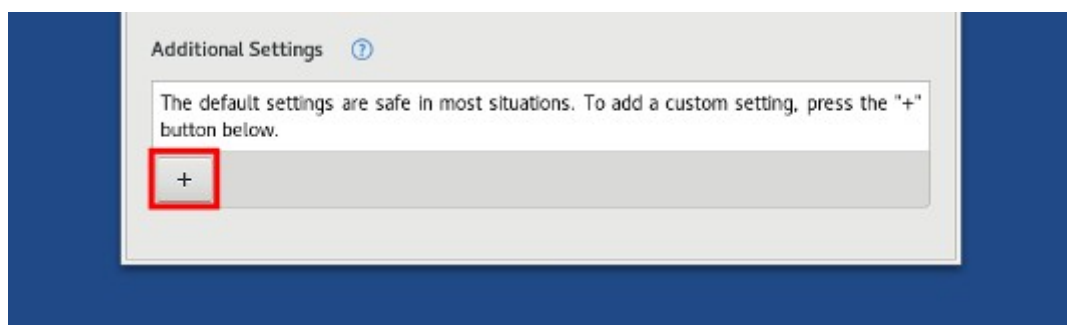 Additional Settings ?
The default settings are safe in most situations. To add a custom setting, press the "+"
button below.
+